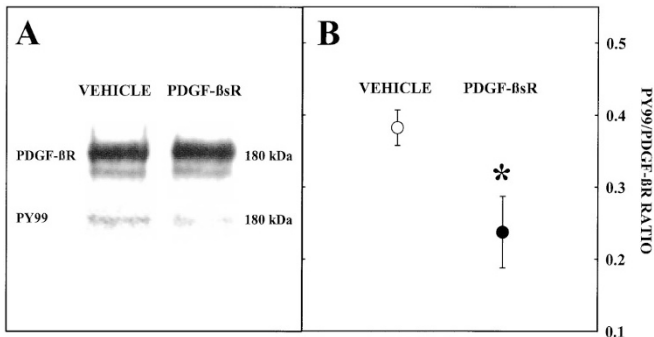 A
VEHICLE PDGF-ßsR
PDGF-ßR 180 kDa
PY99 180 kDa
B
VEHICLE PDGF-ßsR
*
0.5
0.4
0.3
0.2
0.1
PY99/PDGF-ßR RATIO